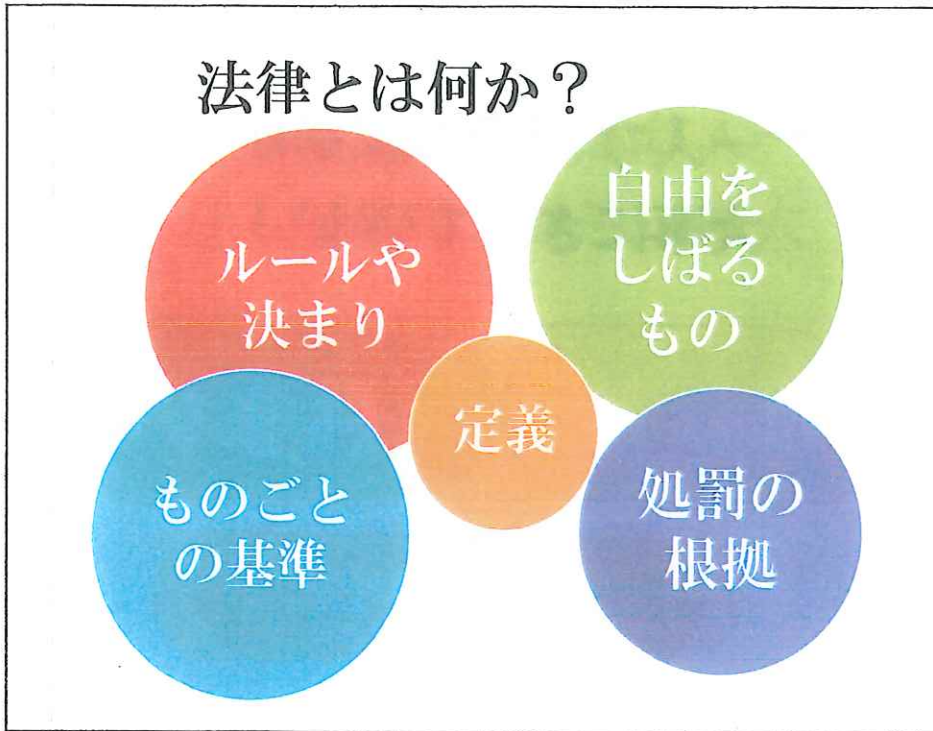 法律とは何か？
ルールや
決まり
自由を
しばる
もの
定義
ものごと
の基準
処罰の
根拠